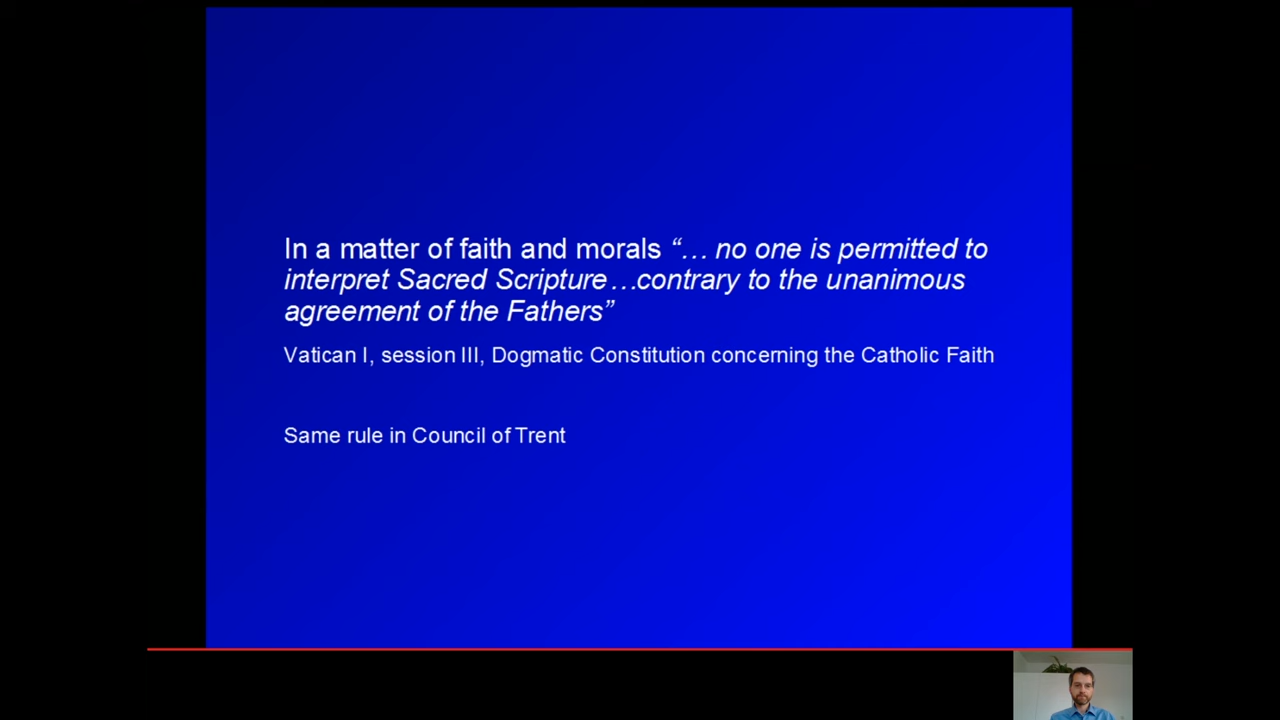 In a matter of faith and morals “… no one is permitted to
interpret Sacred Scripture…contrary to the unanimous
agreement of the Fathers”
Vatican I, session III, Dogmatic Constitution concerning the Catholic Faith
Same rule in Council of Trent